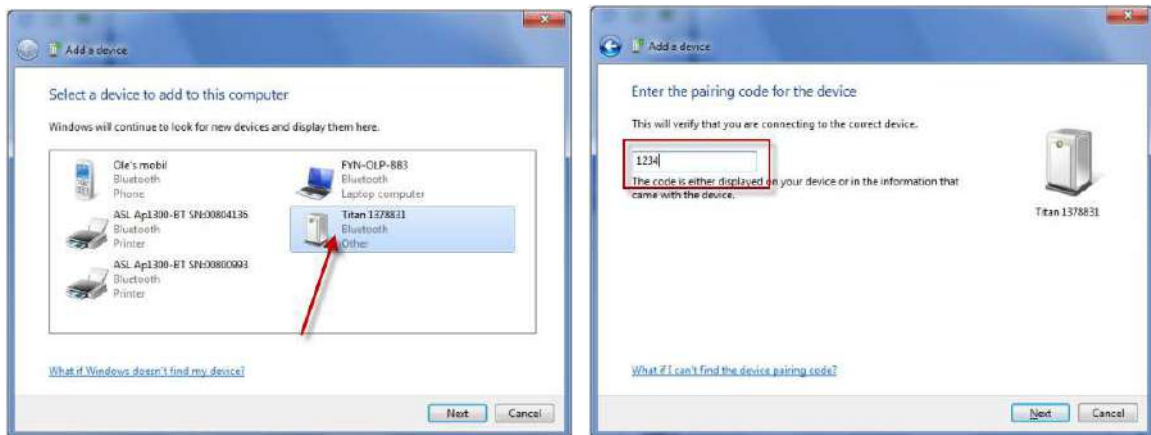 Add a device
Select a device to add to this computer
Windows will continue to look for new devices and display them here.
Ole's mobil
Bluetooth
Phone
FYN-OLP-883
Bluetooth
Laptop computer
ASL Ap1300-BT SN:00804136
Bluetooth
Printer
Titan 1378831
Bluetooth
Other
ASL Ap1300-BT SN:00800993
Bluetooth
Printer
What if Windows doesn't find my device?
Next
Cancel
Add a device
Enter the pairing code for the device
This will verify that you are connecting to the correct device.
1234
The code is either displayed on your device or in the information that
came with the device.
Titan 1378831
What if I can't find the device pairing code?
Next
Cancel